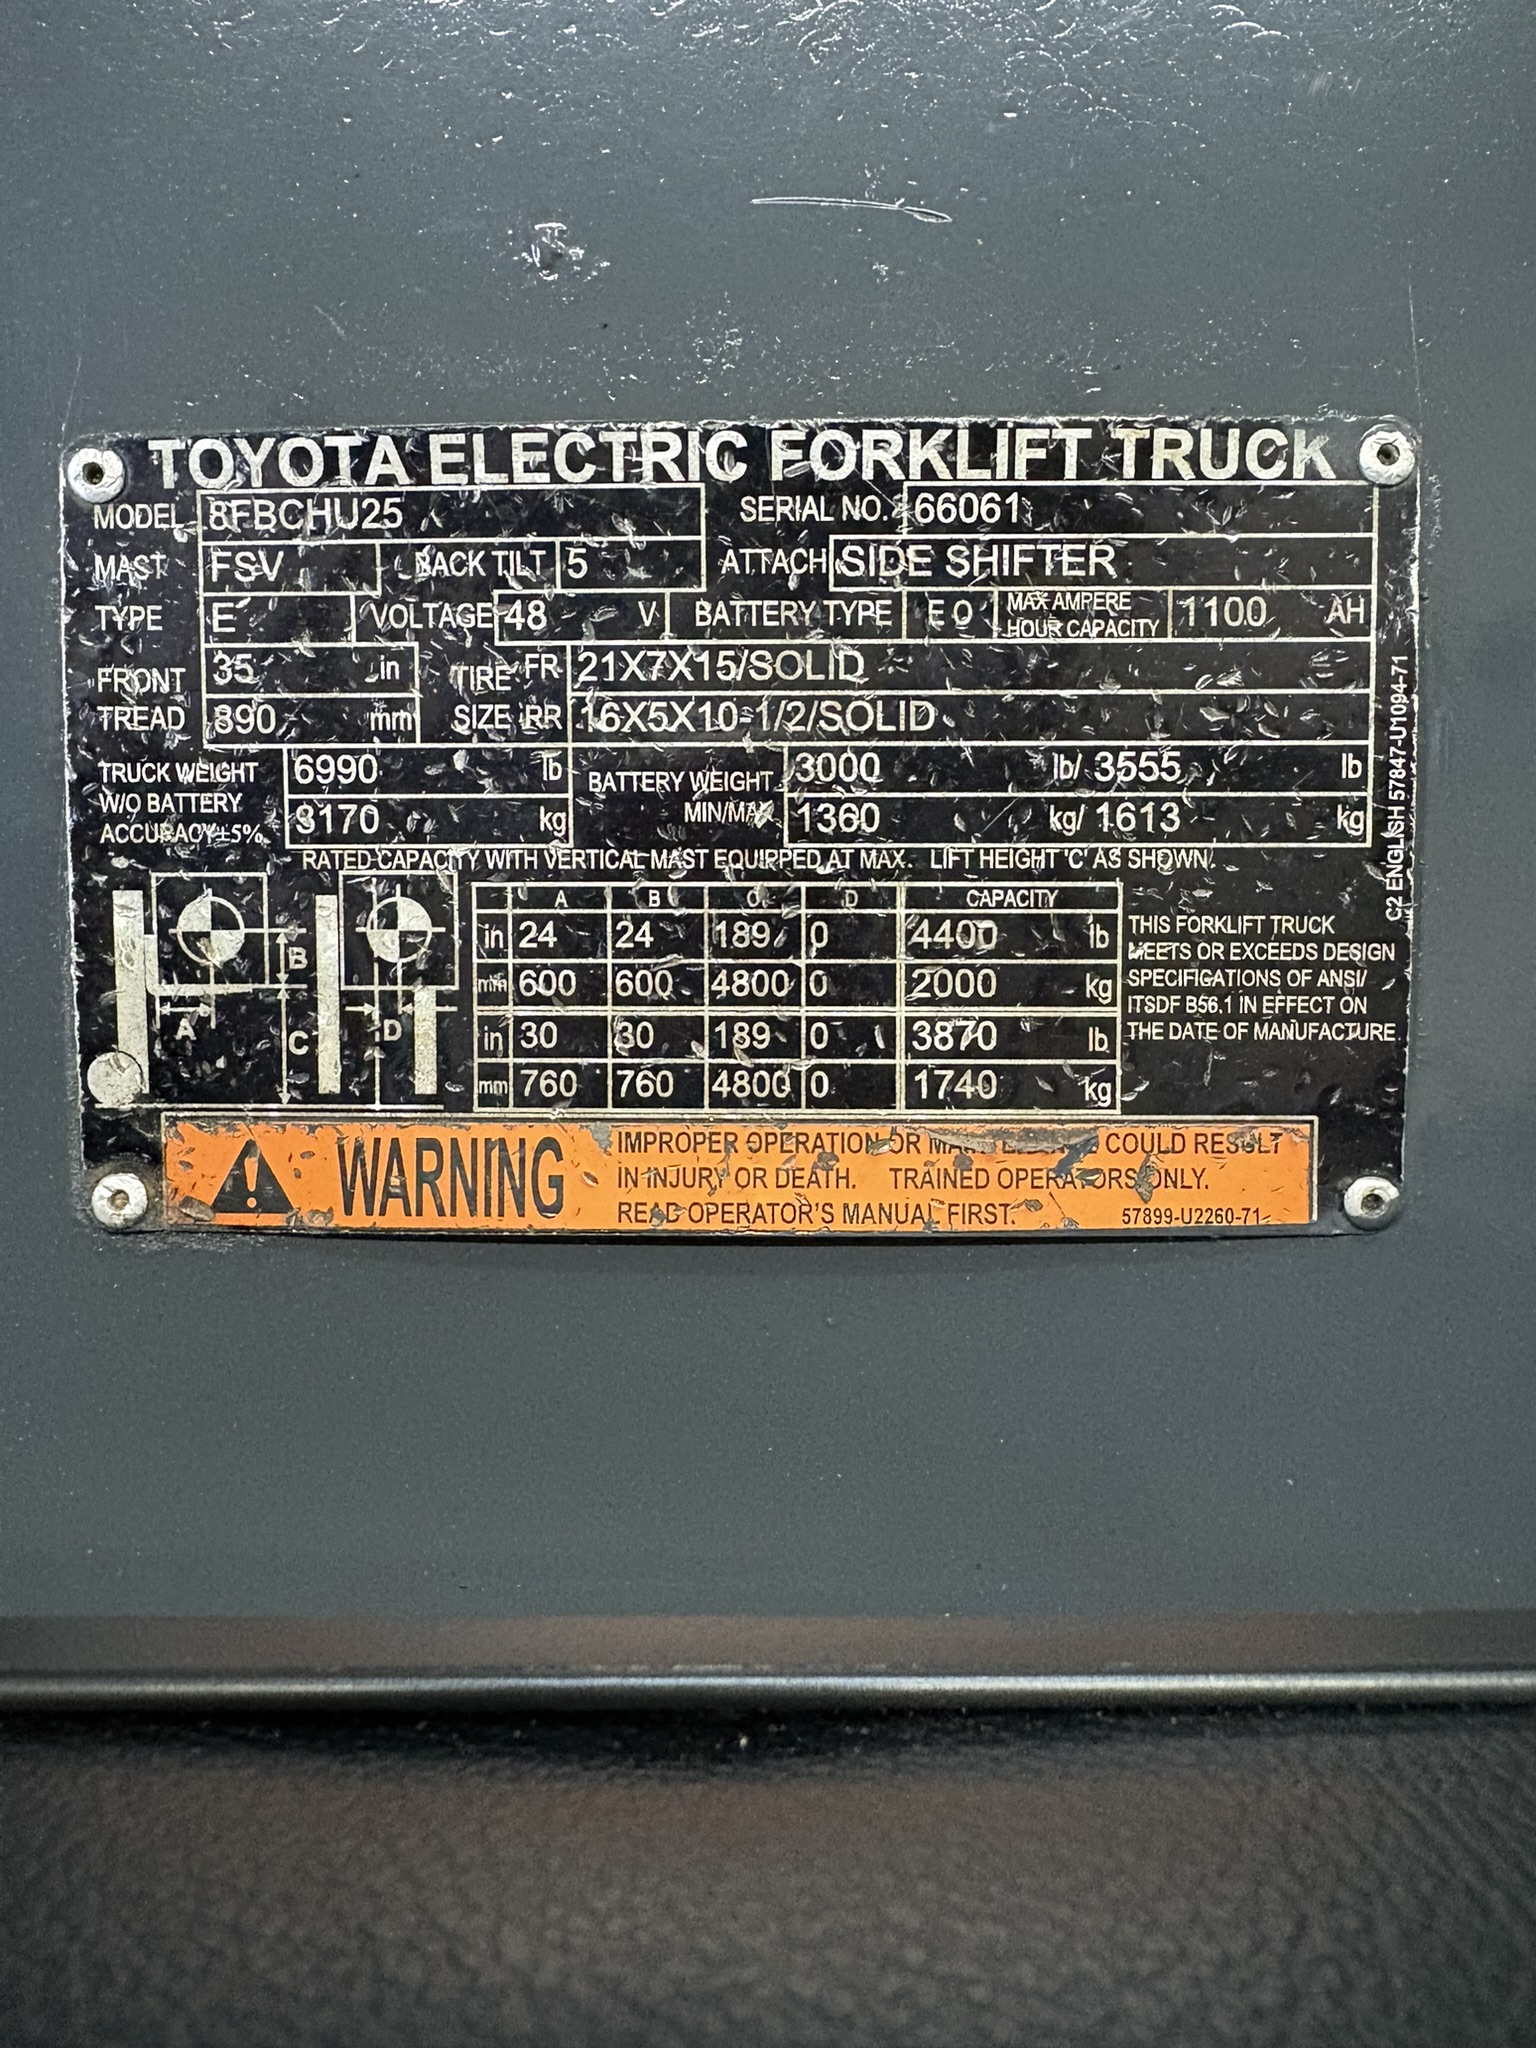 TOYOTA ELECTRIC FORKLIFT TRUCK
MODEL 8FBCHU25 SERIAL NO. 66061
MAST FSV BACK TILT 5 ATTACH SIDE SHIFTER
TYPE E VOLTAGE 48 V BATTERY TYPE E O MAX AMPERE HOUR CAPACITY 1100 AH
FRONT TREAD 35 in TIRE SIZE FR 21X7X15/SOLID
890 mm RR 16X5X10-1/2/SOLID
TRUCK WEIGHT W/O BATTERY ACCURACY±5% 6990 lb BATTERY WEIGHT MIN/MAX 3000 lb/ 3555 lb
3170 kg 1360 kg/ 1613 kg
RATED CAPACITY WITH VERTICAL MAST EQUIPPED AT MAX. LIFT HEIGHT 'C' AS SHOWN.
A B C D CAPACITY
in 24 24 189 0 4400 lb
mm 600 600 4800 0 2000 kg
in 30 30 189 0 3870 lb
mm 760 760 4800 0 1740 kg
A
B
C
D
THIS FORKLIFT TRUCK
MEETS OR EXCEEDS DESIGN
SPECIFICATIONS OF ANSI/
ITSDF B56.1 IN EFFECT ON
THE DATE OF MANUFACTURE.
C2 ENGLISH 57847-U1094-71
WARNING
IMPROPER OPERATION OR MAINTENANCE COULD RESULT
IN INJURY OR DEATH. TRAINED OPERATORS ONLY.
READ OPERATOR'S MANUAL FIRST. 57899-U2260-71